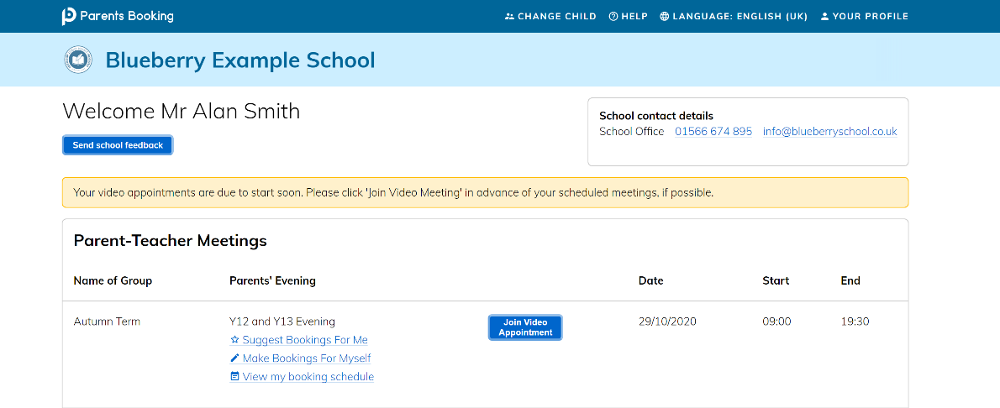 Parents Booking
CHANGE CHILD
HELP
LANGUAGE: ENGLISH (UK)
YOUR PROFILE
Blueberry Example School
Welcome Mr Alan Smith
Send school feedback
School contact details
School Office 01566 674 895 info@blueberryschool.co.uk
Your video appointments are due to start soon. Please click 'Join Video Meeting' in advance of your scheduled meetings, if possible.
Parent-Teacher Meetings
Name of Group Parents' Evening Date Start End
Autumn Term Y12 and Y13 Evening
Join Video
Appointment
29/10/2020 09:00 19:30
Suggest Bookings For Me
Make Bookings For Myself
View my booking schedule